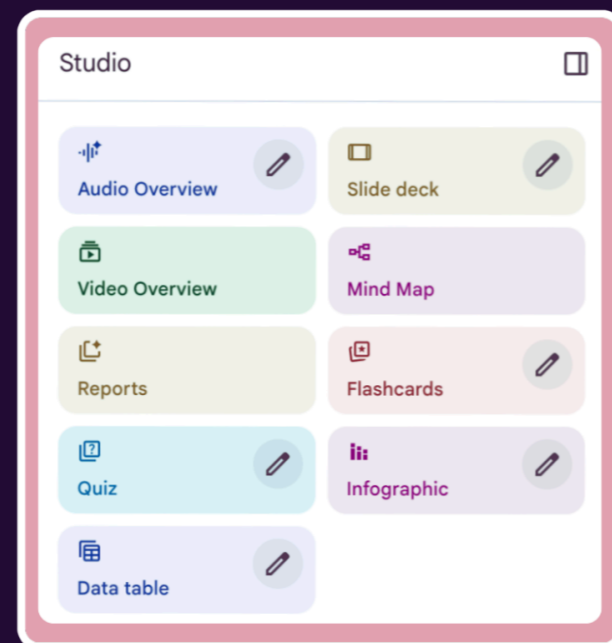 Studio
Audio Overview
Slide deck
Video Overview
Mind Map
Reports
Flashcards
Quiz
Infographic
Data table